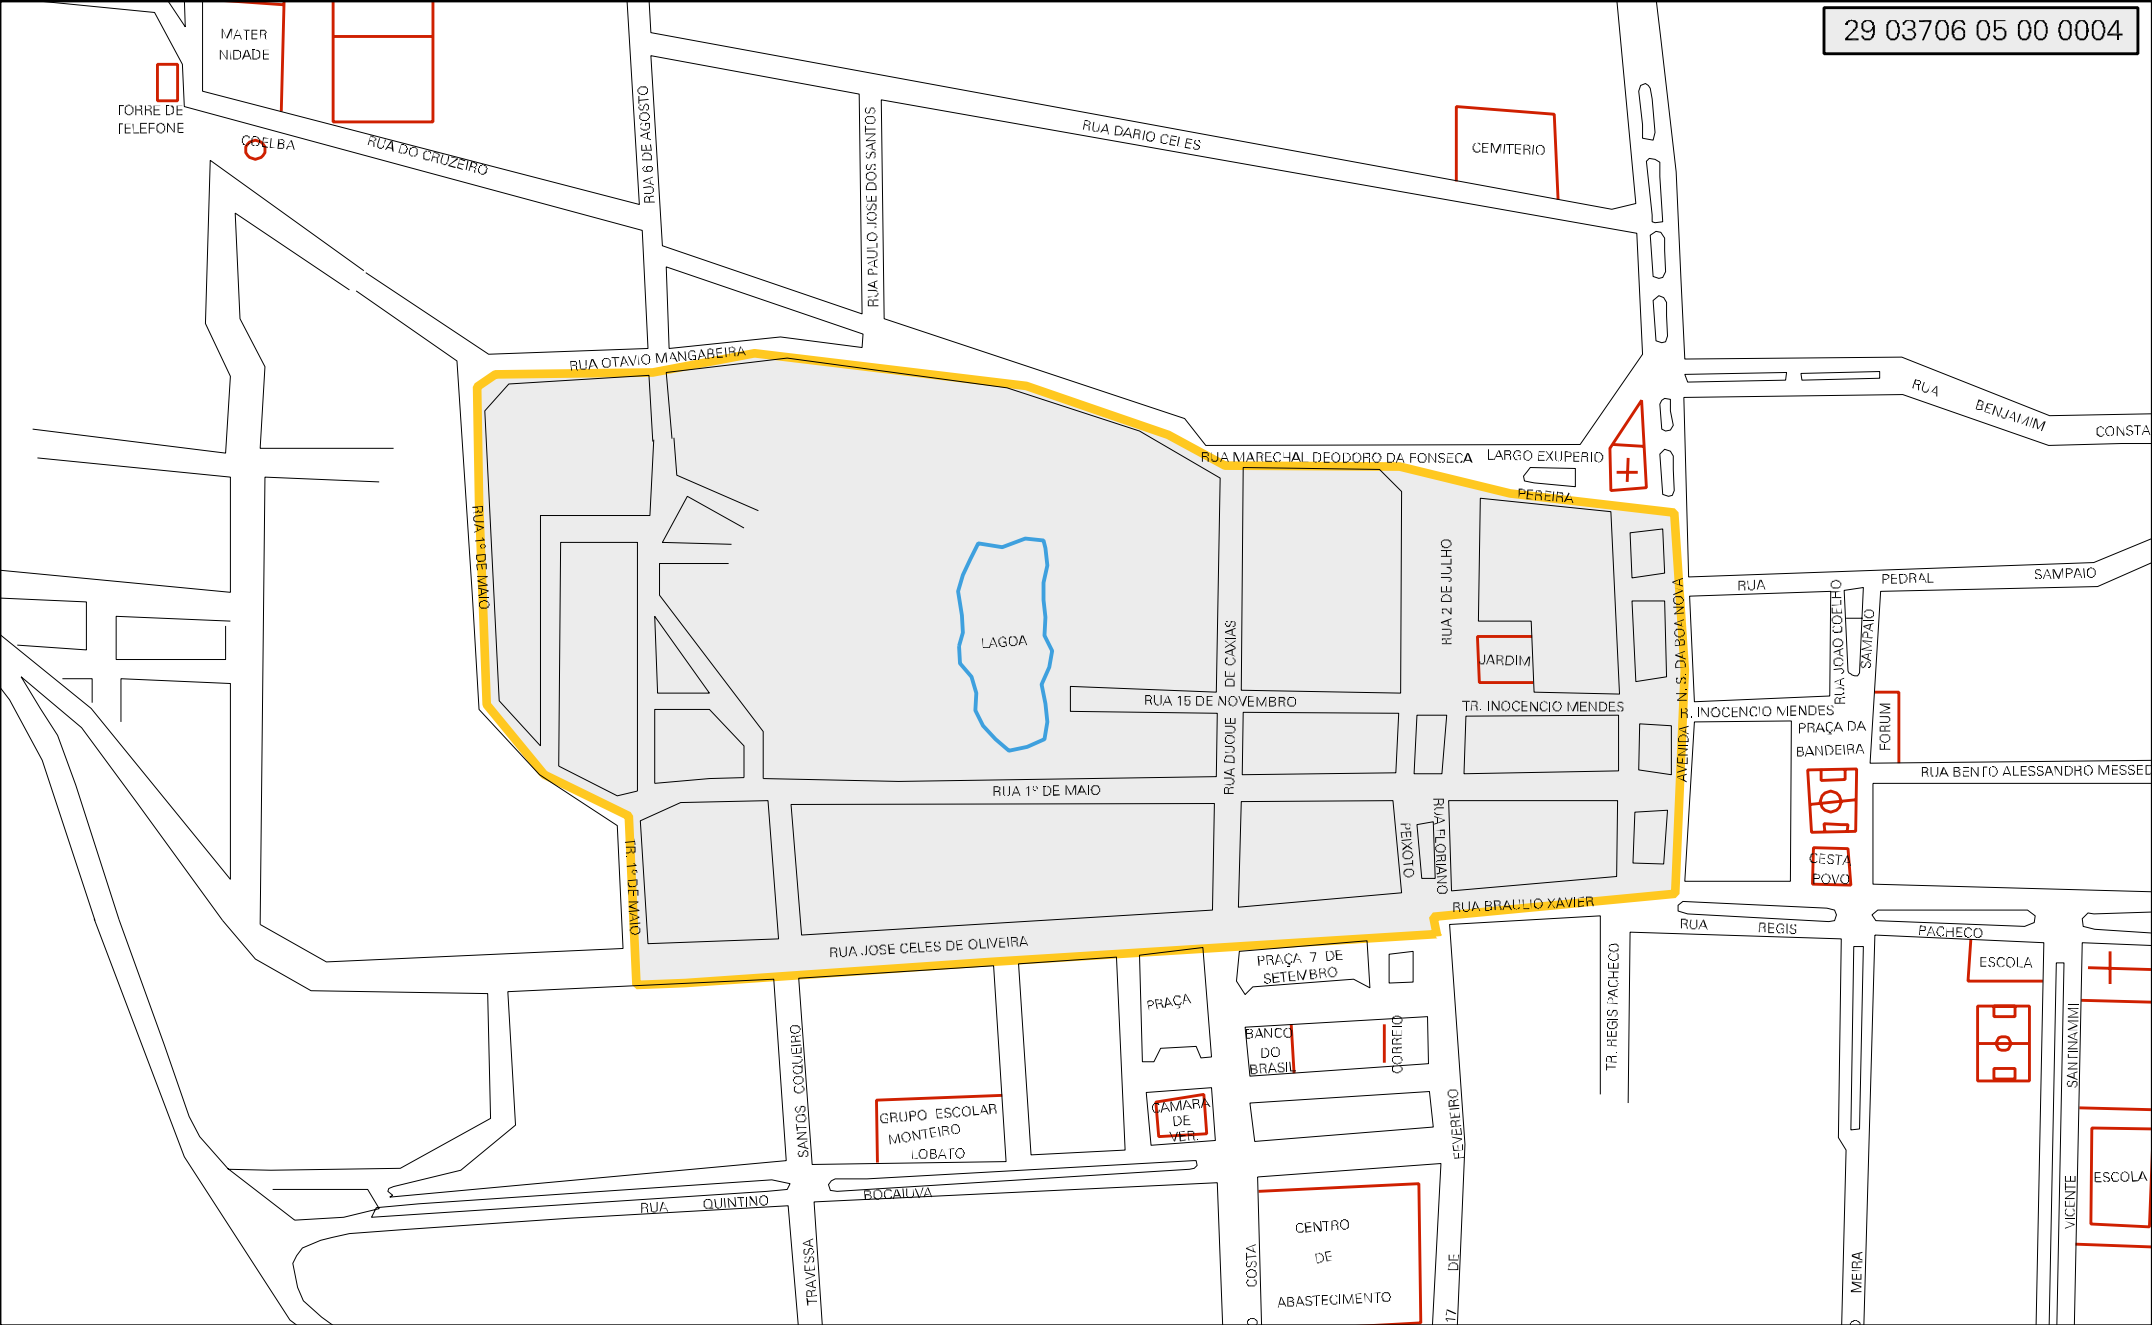 29 03706 05 00 0004
MATER
NIDADE
TORRE DE
TELEFONE
COELBA
RUA DO CRUZEIRO
RUA 6 DE AGOSTO
RUA PAULO JOSE DOS SANTOS
RUA DARIO CELES
CEMITERIO
RUA OTAVIO MANGABEIRA
RUA BENJAMIM CONSTA
RUA MARECHAL DEODORO DA FONSECA
LARGO EXUPERIO
PEREIRA
RUA 1º DE MAIO
LAGOA
RUA DUQUE DE CAXIAS
RUA 2 DE JULHO
JARDIM
AVENIDA N. S. DA BOA NOVA
RUA PEDRAL SAMPAIO
RUA JOAO COELHO
SAMPAIO
RUA 15 DE NOVEMBRO
TR. INOCENCIO MENDES
R. INOCENCIO MENDES
PRAÇA DA
BANDEIRA
FORUM
RUA BENTO ALESSANDRO MESSED
RUA 1º DE MAIO
PEIXOTO
RUA FLORIANO
CESTA
POVO
TR. 1º DE MAIO
RUA BRAULIO XAVIER
RUA JOSE CELES DE OLIVEIRA
RUA REGIS PACHECO
TR. REGIS PACHECO
ESCOLA
PRAÇA 7 DE
SETEMBRO
PRAÇA
BANCO
DO
BRASIL
CORREIO
SANTOS COQUEIRO
TRAVESSA
GRUPO ESCOLAR
MONTEIRO
LOBATO
CAMARA
DE
VER.
17 DE FEVEREIRO
VICENTE SANTINAMMI
ESCOLA
RUA QUINTINO BOCAIUVA
CENTRO
DE
ABASTECIMENTO
O COSTA
O MEIRA